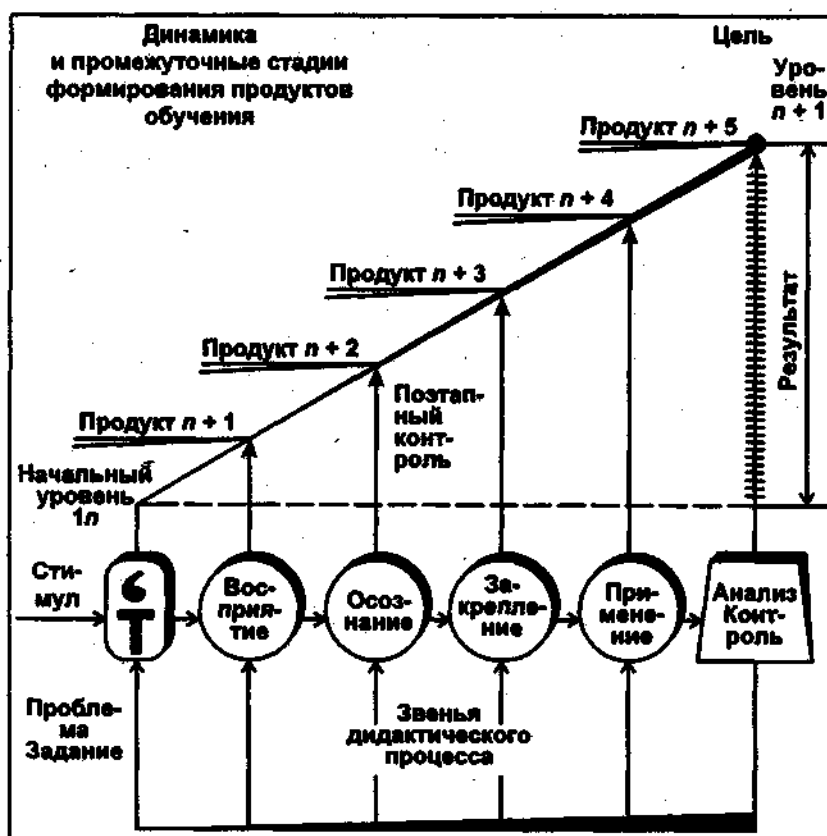 Динамика
и промежуточные стадии
формирования продуктов
обучения
Цель
Уро-
вень
n + 1
Продукт n + 5
Продукт n + 4
Продукт n + 3
Продукт n + 2
Продукт n + 1
Поэтап-
ный
конт-
роль
Результат
Начальный
уровень
1n
Сти-
мул
Вос-
прия-
тие
Осоз-
нание
За-
крепле-
ние
При-
мене-
ние
Анализ
Конт-
роль
Пробле-
ма
Задание
Звенья
дидактического
процесса